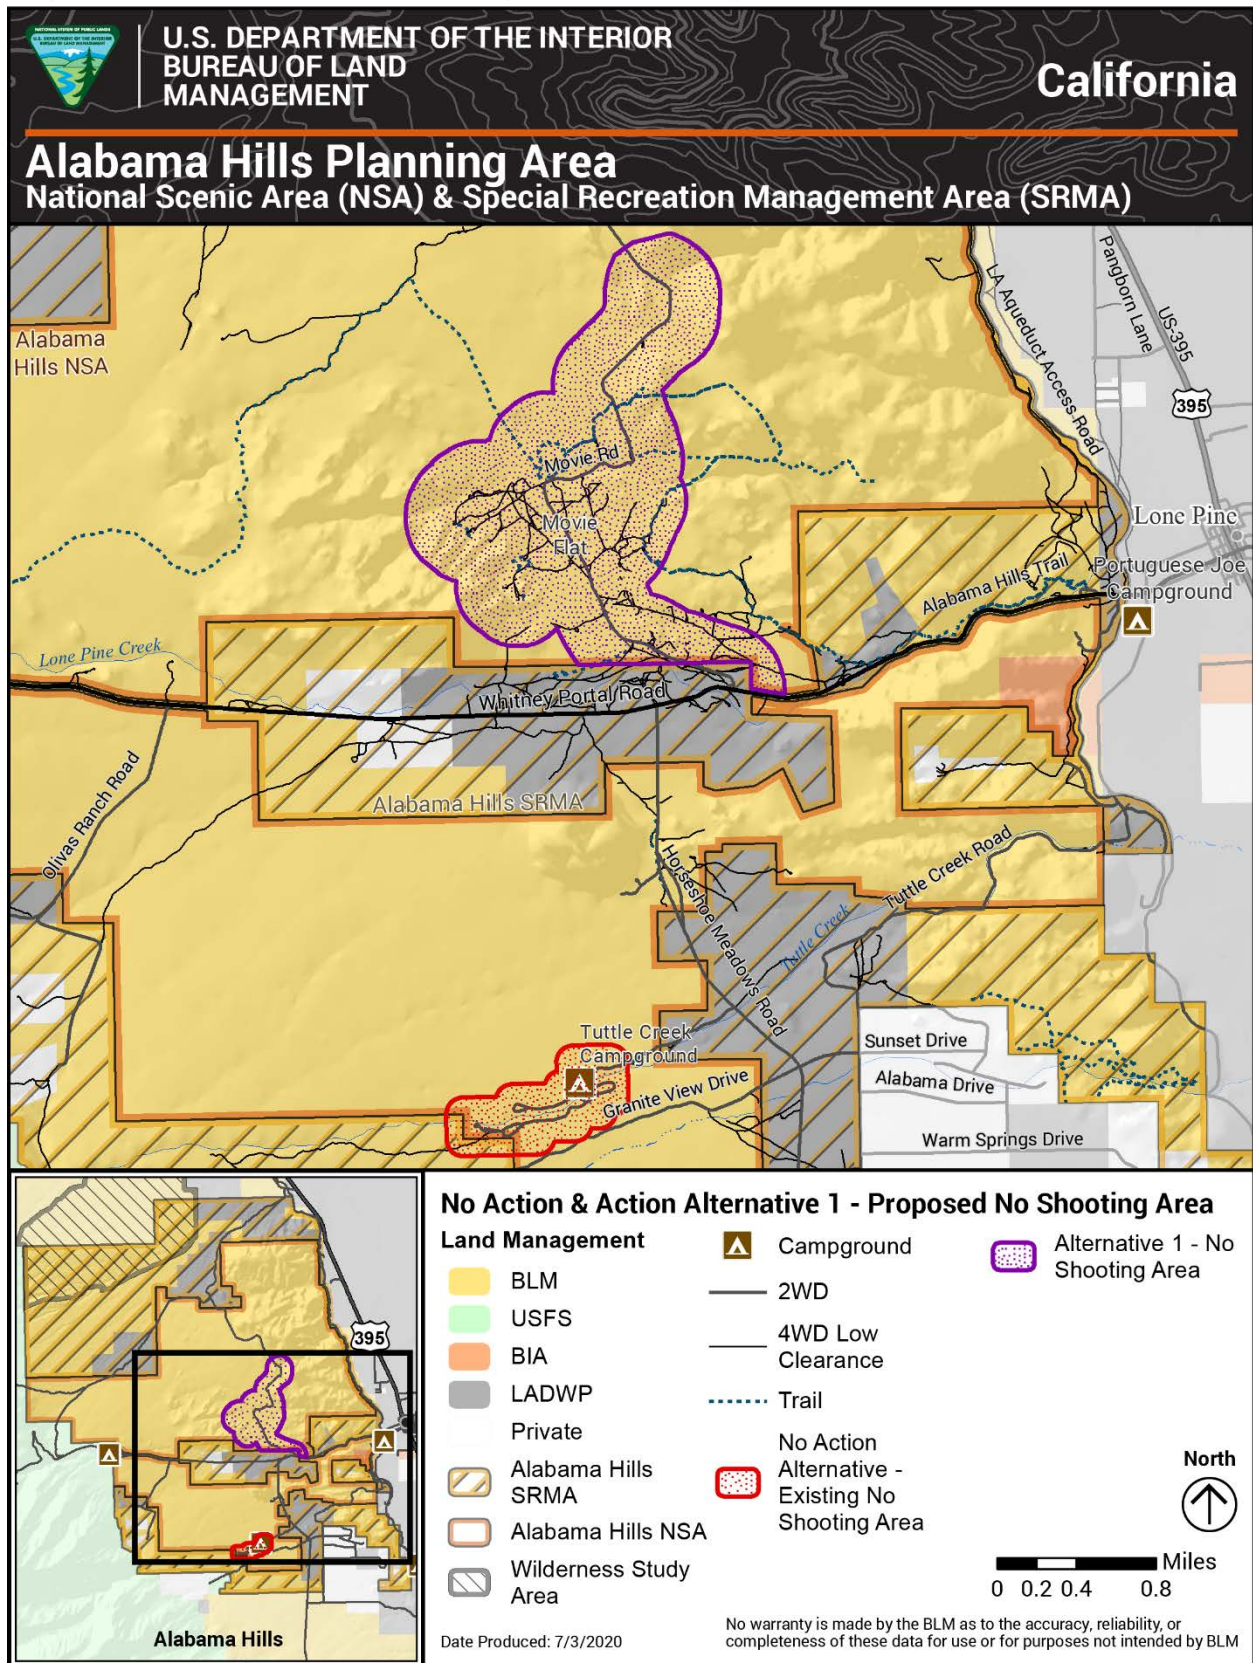 NATIONAL SYSTEM OF PUBLIC LANDS
U.S. DEPARTMENT OF THE INTERIOR
BUREAU OF LAND MANAGEMENT
U.S. DEPARTMENT OF THE INTERIOR
BUREAU OF LAND
MANAGEMENT
California
Alabama Hills Planning Area
National Scenic Area (NSA) & Special Recreation Management Area (SRMA)
Alabama
Hills NSA
LA Aqueduct Access Road
Pangborn Lane
US-395
395
Movie Rd
Movie
Flat
Lone Pine
Alabama Hills Trail
Portuguese Joe
Campground
Lone Pine Creek
Whitney Portal Road
Olivas Ranch Road
Alabama Hills SRMA
Horseshoe Meadows Road
Tuttle Creek Road
Tuttle Creek
Tuttle Creek
Campground
Granite View Drive
Sunset Drive
Alabama Drive
Warm Springs Drive
395
Alabama Hills
No Action & Action Alternative 1 - Proposed No Shooting Area
Land Management
BLM
USFS
BIA
LADWP
Private
Alabama Hills
SRMA
Alabama Hills NSA
Wilderness Study
Area
Campground
2WD
4WD Low
Clearance
Trail
No Action
Alternative -
Existing No
Shooting Area
Alternative 1 - No
Shooting Area
North
Miles
0 0.2 0.4 0.8
Date Produced: 7/3/2020
No warranty is made by the BLM as to the accuracy, reliability, or
completeness of these data for use or for purposes not intended by BLM